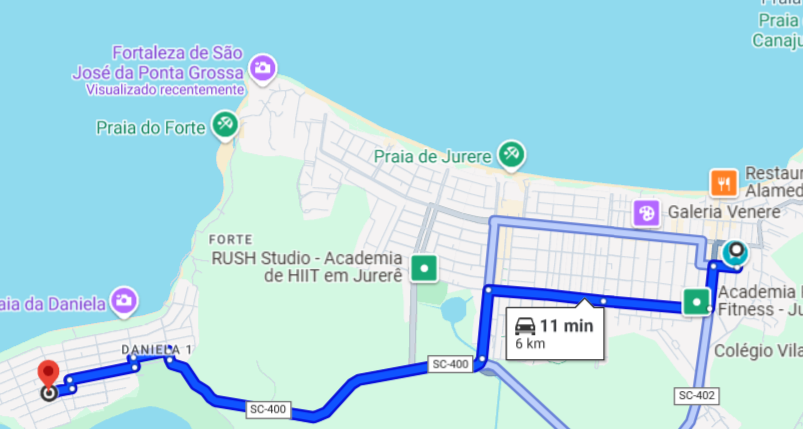 Praia
Canaju
Fortaleza de São
José da Ponta Grossa
Visualizado recentemente
Praia do Forte
Praia de Jurere
Restaur
Alamed
Galeria Venere
FORTE
RUSH Studio - Academia
de HIIT em Jurerê
aia da Daniela
Academia
Fitness - Ju
11 min
6 km
DANIELA 1
Colégio Vila
SC-400
SC-400
SC-402